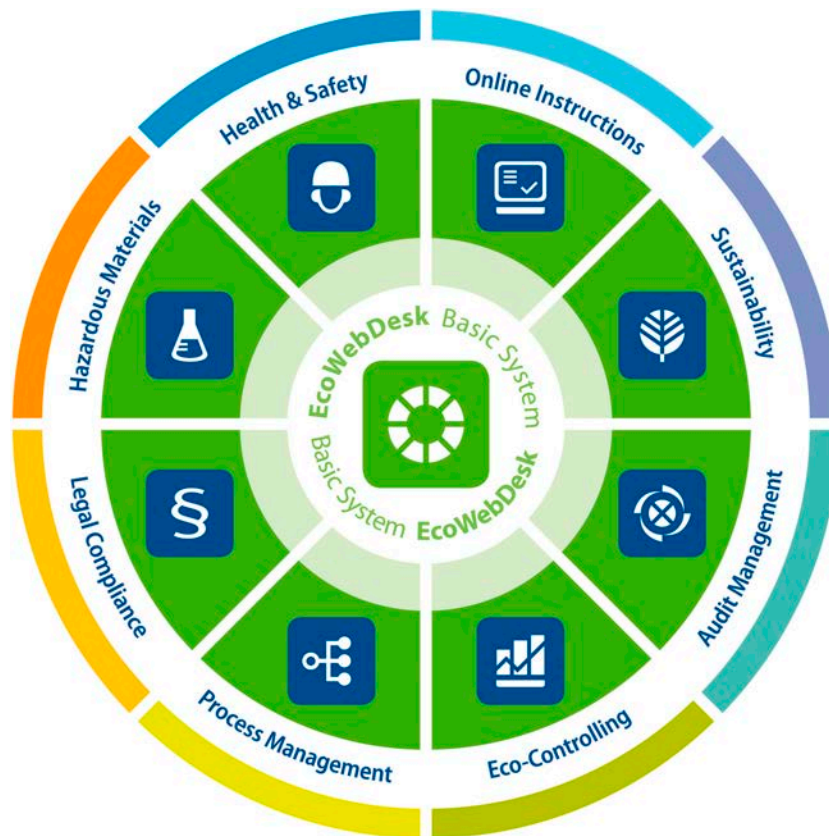 Health & Safety
Online Instructions
Sustainability
Audit Management
Eco-Controlling
Process Management
Legal Compliance
Hazardous Materials
EcoWebDesk Basic System
Basic System EcoWebDesk
§